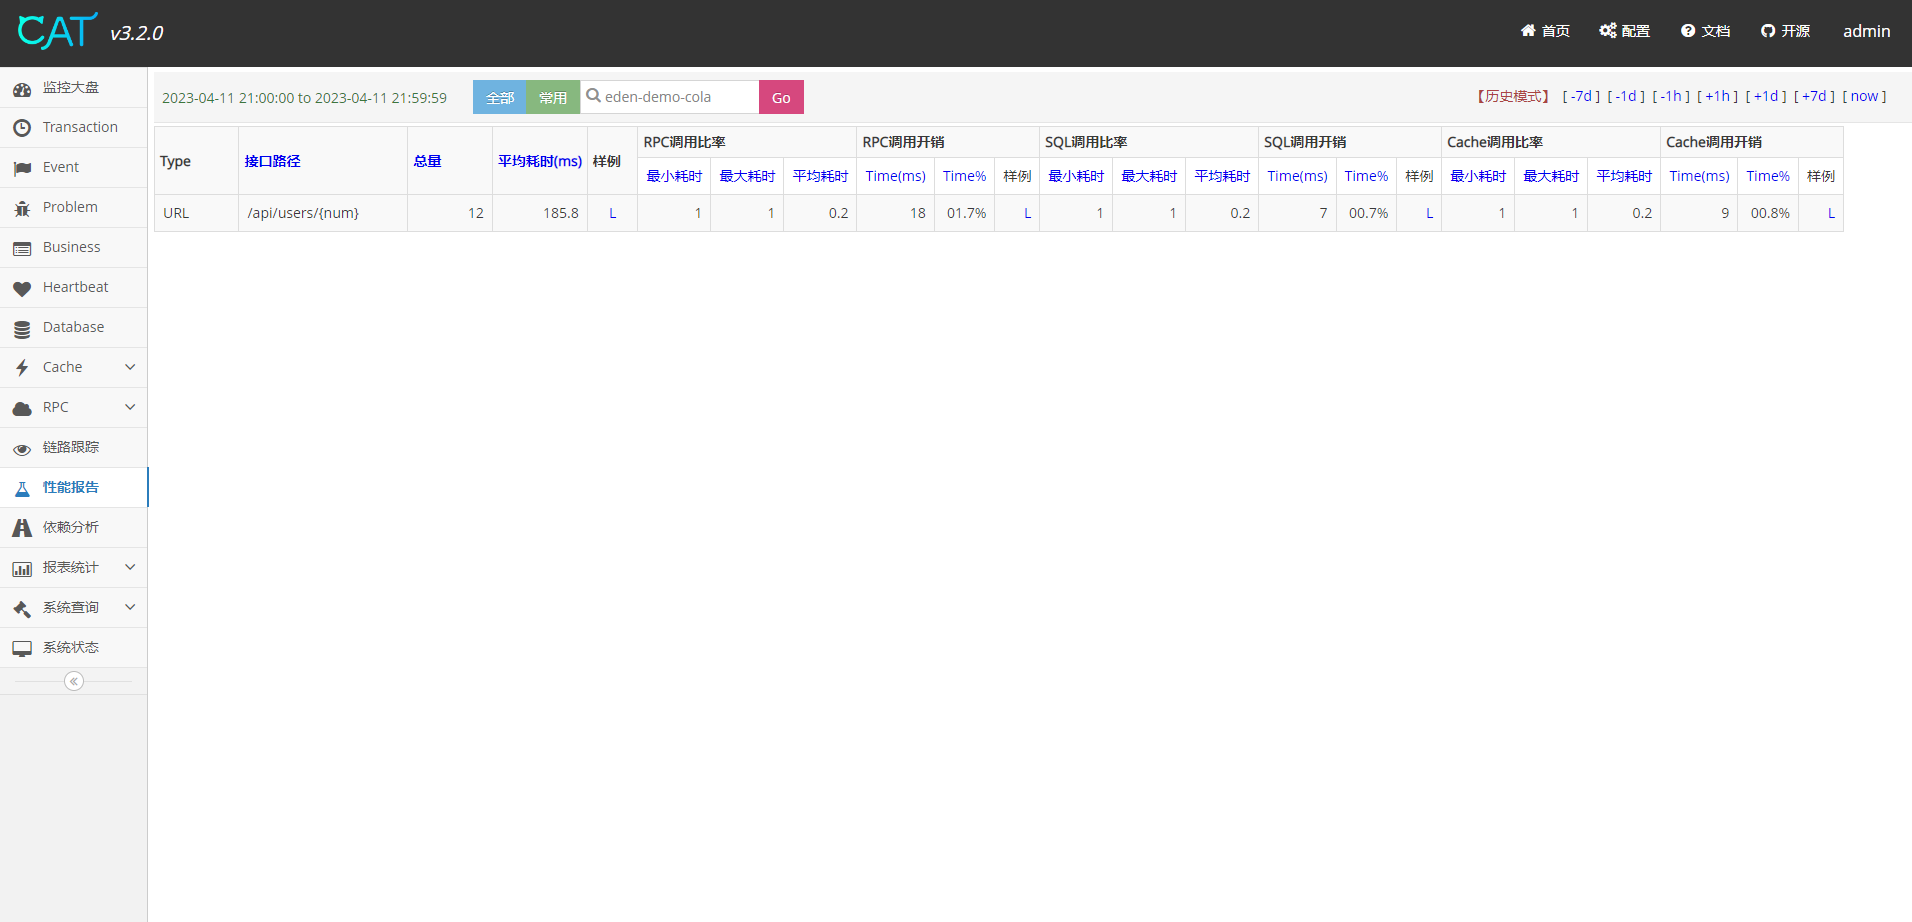 CAT v3.2.0
首页 配置 文档 开源 admin
监控大盘
Transaction
Event
Problem
Business
Heartbeat
Database
Cache
RPC
链路跟踪
性能报告
依赖分析
报表统计
系统查询
系统状态
2023-04-11 21:00:00 to 2023-04-11 21:59:59 全部 常用 eden-demo-cola Go 【历史模式】 [ -7d ] [ -1d ] [ -1h ] [ +1h ] [ +1d ] [ +7d ] [ now ]
Type 接口路径 总量 平均耗时(ms) 样例 RPC调用比率 RPC调用开销 SQL调用比率 SQL调用开销 Cache调用比率 Cache调用开销
最小耗时 最大耗时 平均耗时 Time(ms) Time% 样例 最小耗时 最大耗时 平均耗时 Time(ms) Time% 样例 最小耗时 最大耗时 平均耗时 Time(ms) Time% 样例
URL /api/users/{num} 12 185.8 L 1 1 0.2 18 01.7% L 1 1 0.2 7 00.7% L 1 1 0.2 9 00.8% L